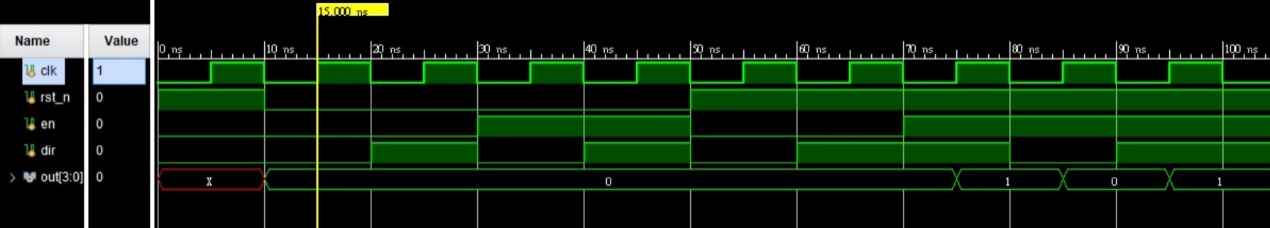 15.000 ns
Name Value
0 ns 10 ns 20 ns 30 ns 40 ns 50 ns 60 ns 70 ns 80 ns 90 ns 100 ns
clk 1
rst_n 0
en 0
dir 0
out[3:0] 0 X 0 1 0 1